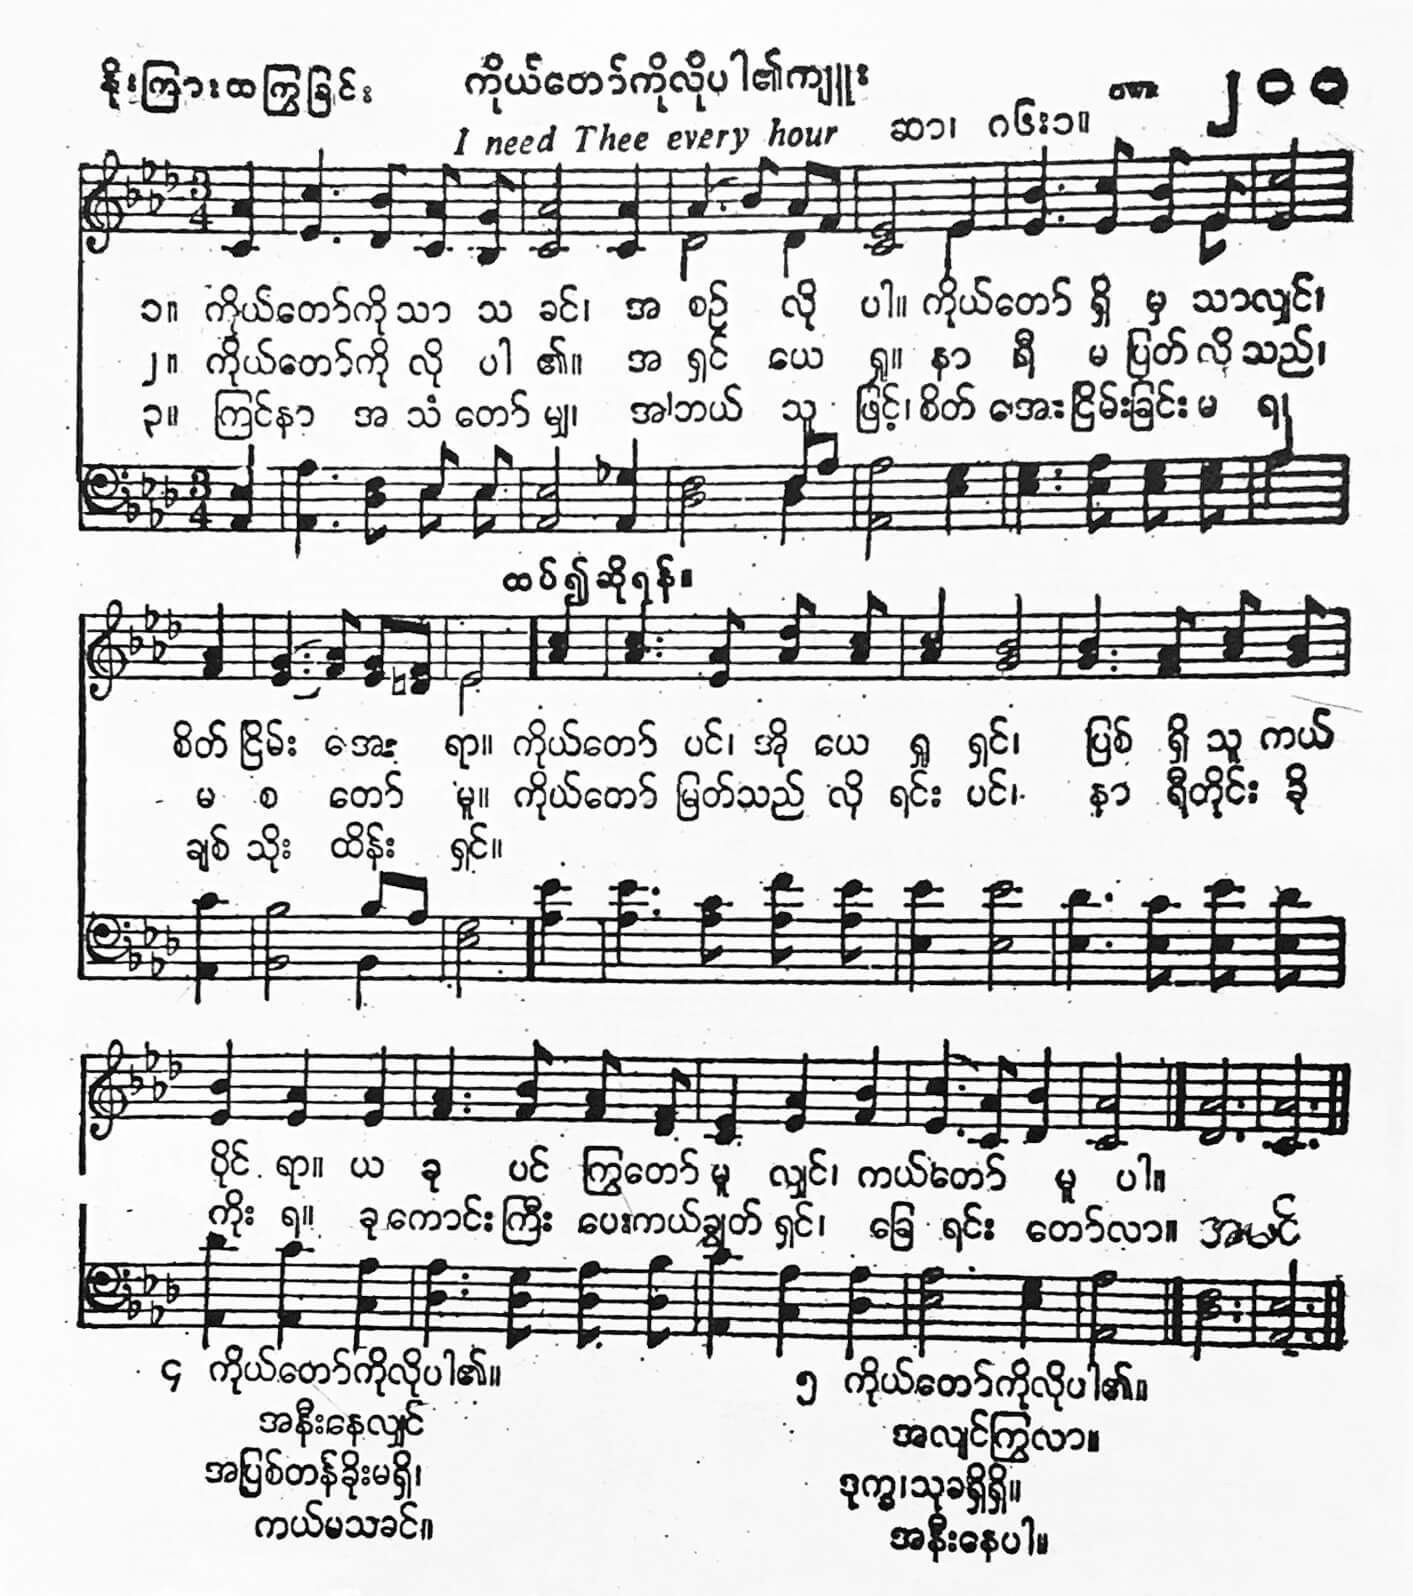 နိုးကြားထကြွခြင်း ကိုယ်တော်ကိုလိုပါ၏ကျူး ၂၀၀
I need Thee every hour ဆာ၊ ၈၆း၁။
၁။ ကိုယ်တော်ကို သာ သ ခင်၊ အ စဉ် လို ပါ။ ကိုယ်တော် ရှိ မှ သာလျှင်၊
၂။ ကိုယ်တော်ကို လို ပါ ၏။ အ ရှင် ယေ ရှု။ နာ ရီ မ ပြတ် လို သည်၊
၃။ ကြင်နာ အ သံ တော် မျှ၊ အ ဘယ် သူ ဖြင့်၊ စိတ် အေး ငြိမ်းခြင်း မ ရ၊
ထပ်၍ဆိုရန်။
စိတ် ငြိမ်း အေး ရာ။ ကိုယ်တော် ပင်၊ အို ယေ ရှု ရှင်၊ ပြစ် ရှိ သူ ကယ်
မ စ တော် မူ။ ကိုယ်တော် မြတ်သည် လို ရင်း ပင်၊ နာ ရီတိုင်း ခို
ချစ် သိုး ထိန်း ရှင်။
ပိုင် ရာ။ ယ ခု ပင် ကြွတော် မူ လျှင်၊ ကယ်တော် မူ ပါ။
ကိုး ရ။ ခု ကောင်း ကြီး ပေးကယ်ချွတ် ရှင်၊ ခြေ ရင်း တော်လာ။ အာမင်
၄ ကိုယ်တော်ကိုလိုပါ၏။
အနီးနေလျှင်
အပြစ်တန်ခိုးမရှိ၊
ကယ်မသခင်။
၅ ကိုယ်တော်ကိုလိုပါ၏။
အလျင်ကြွလာ။
ဒုက္ခ၊သုခရှိရှိ။
အနီးနေပါ။